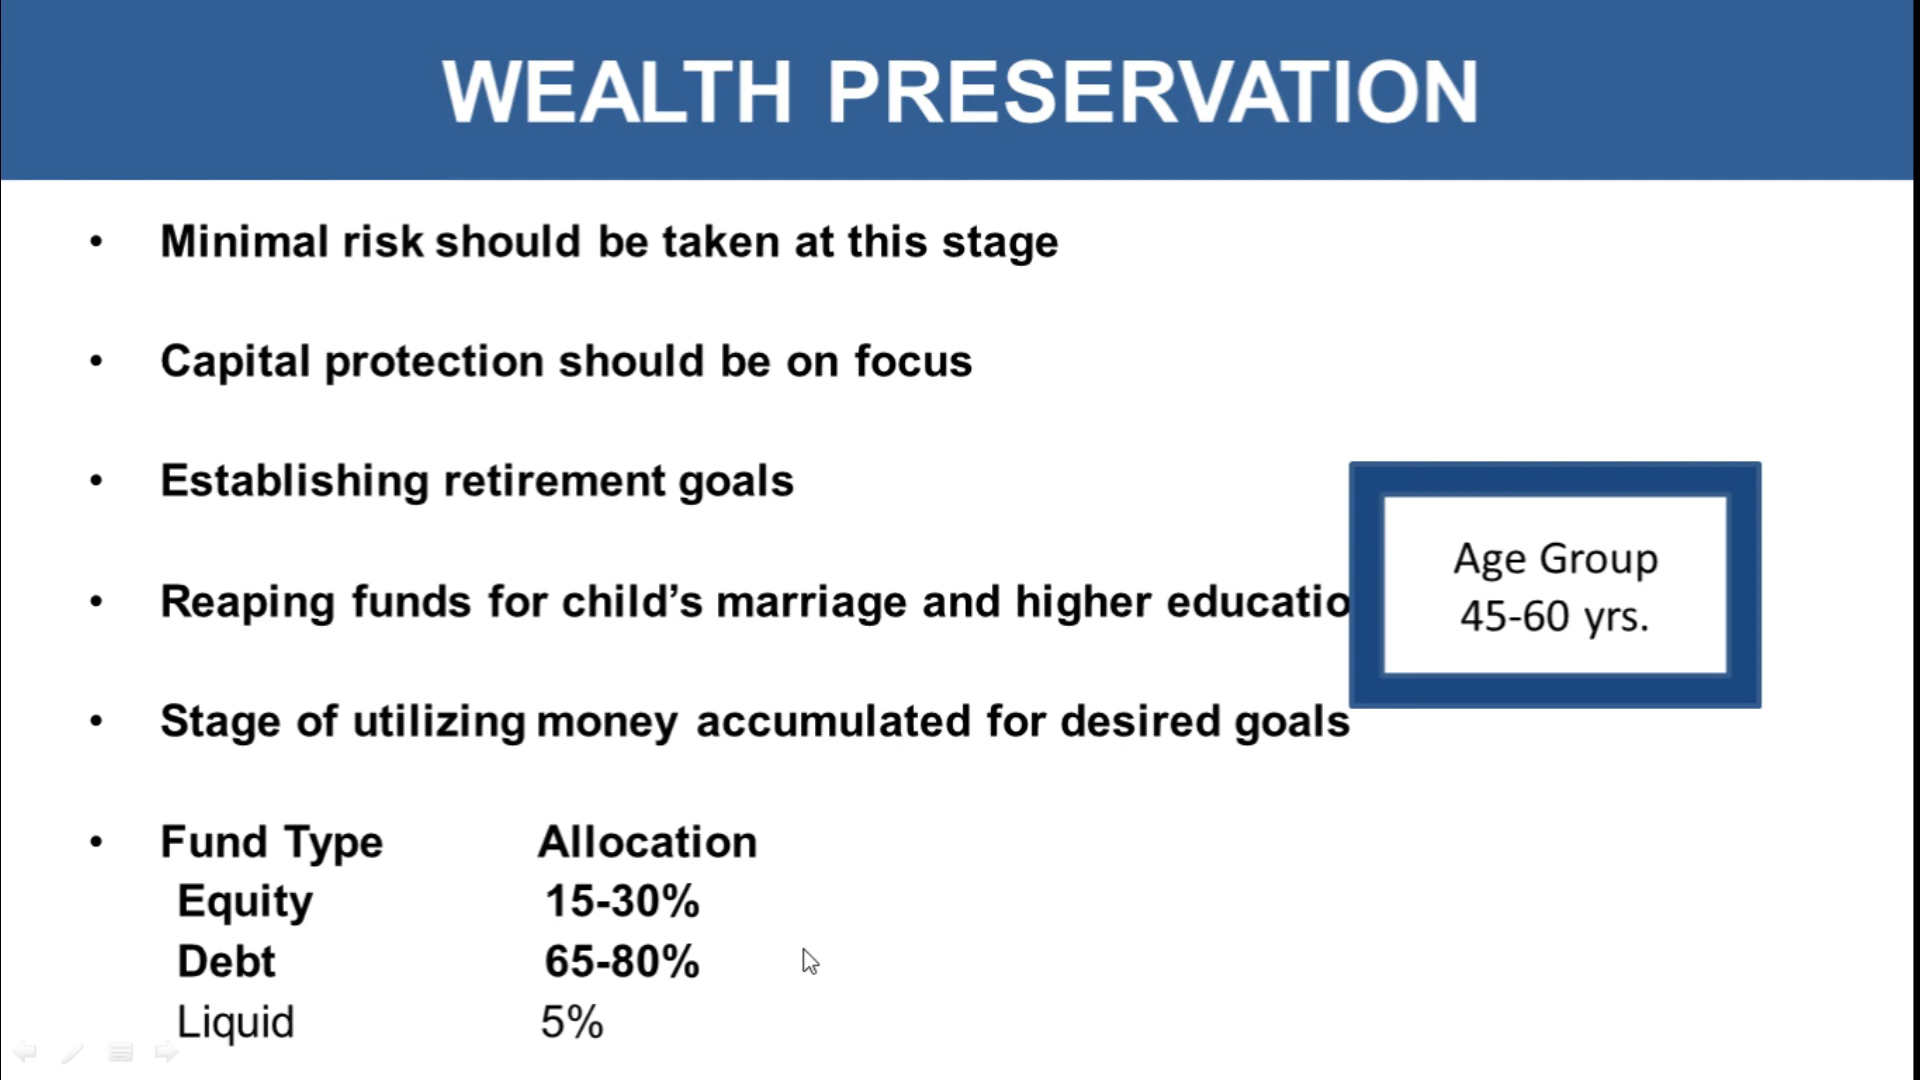 WEALTH PRESERVATION
• Minimal risk should be taken at this stage
• Capital protection should be on focus
• Establishing retirement goals
• Reaping funds for child’s marriage and higher educatio
Age Group
45-60 yrs.
• Stage of utilizing money accumulated for desired goals
• Fund Type Allocation
Equity 15-30%
Debt 65-80%
Liquid 5%